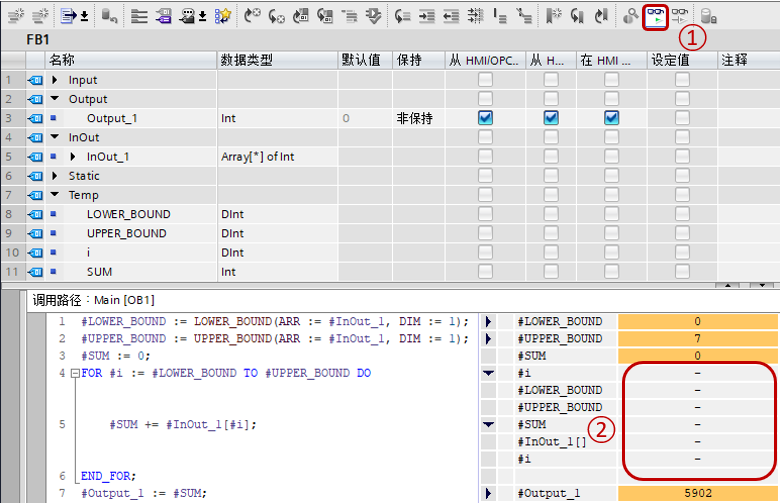 ①
FB1
名称 数据类型 默认值 保持 从 HMI/OPC... 从 H... 在 HMI ... 设定值 注释
1 Input
2 Output
3 Output_1 Int 0 非保持
4 InOut
5 InOut_1 Array[*] of Int
6 Static
7 Temp
8 LOWER_BOUND DInt
9 UPPER_BOUND DInt
10 i DInt
11 SUM Int
调用路径：Main [OB1]
1 #LOWER_BOUND := LOWER_BOUND(ARR := #InOut_1, DIM := 1); #LOWER_BOUND 0
2 #UPPER_BOUND := UPPER_BOUND(ARR := #InOut_1, DIM := 1); #UPPER_BOUND 7
3 #SUM := 0; #SUM 0
4 FOR #i := #LOWER_BOUND TO #UPPER_BOUND DO #i -
#LOWER_BOUND -
#UPPER_BOUND -
5 #SUM += #InOut_1[#i]; #SUM ② -
#InOut_1[] -
#i -
6 END_FOR;
7 #Output_1 := #SUM; #Output_1 5902